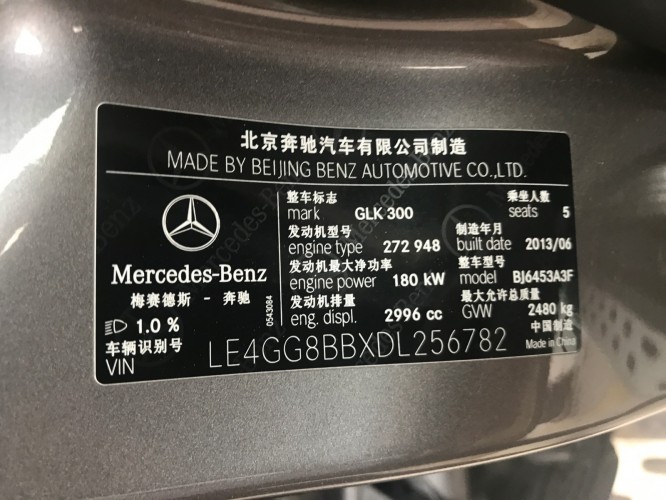 北京奔驰汽车有限公司制造
MADE BY BEIJING BENZ AUTOMOTIVE CO.,LTD.
整车标志 乘坐人数
mark GLK 300 seats 5
发动机型号 制造年月
engine type 272 948 built date 2013/06
发动机最大净功率 整车型号
engine power 180 kW model BJ6453A3F
发动机排量 最大允许总质量
eng. displ. 2996 cc GVW 2480 kg
Mercedes-Benz
梅赛德斯 - 奔驰
0543084
1.0 %
中国制造
Made in China
车辆识别号
VIN LE4GG8BBXDL256782